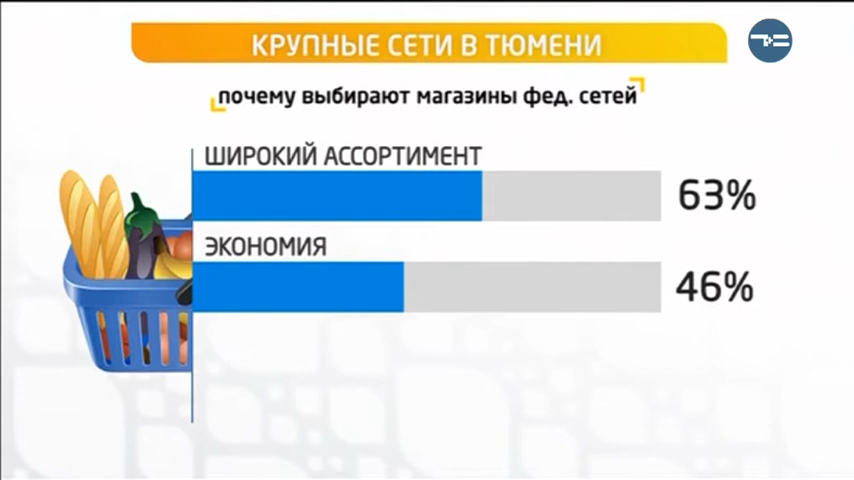 КРУПНЫЕ СЕТИ В ТЮМЕНИ
почему выбирают магазины фед. сетей
ШИРОКИЙ АССОРТИМЕНТ
63%
ЭКОНОМИЯ
46%